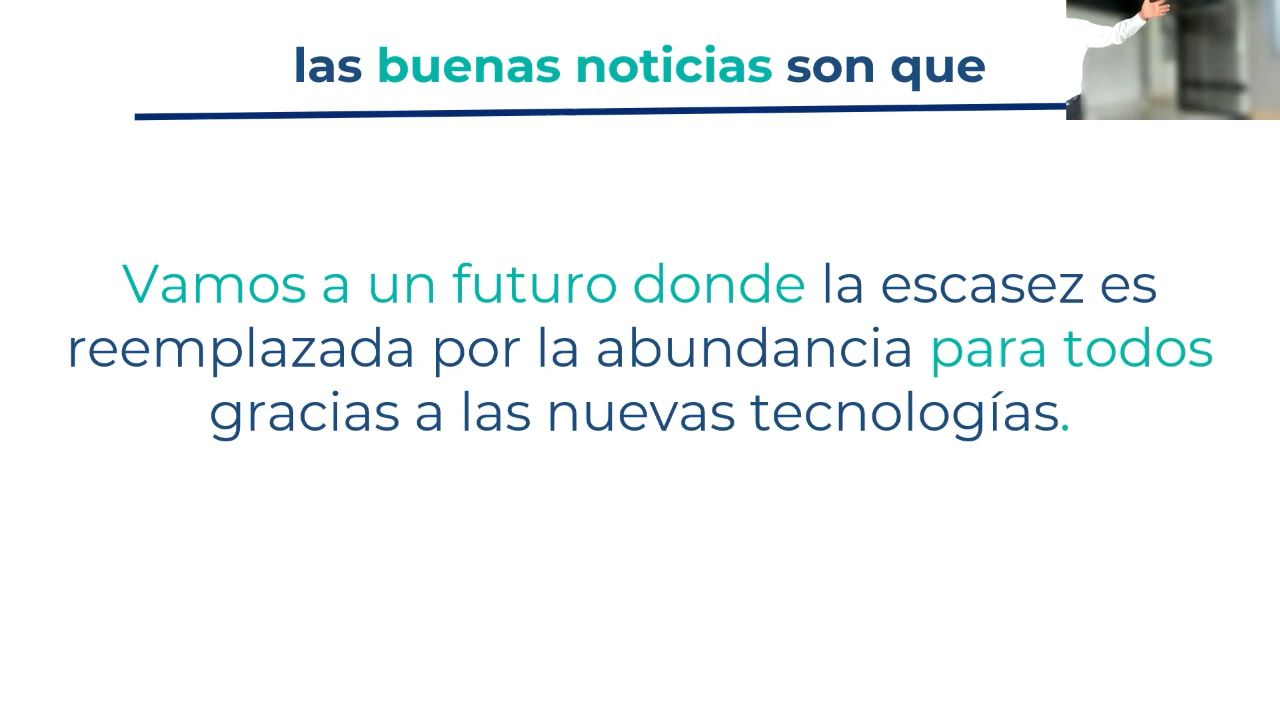 las buenas noticias son que
Vamos a un futuro donde la escasez es
reemplazada por la abundancia para todos
gracias a las nuevas tecnologías.